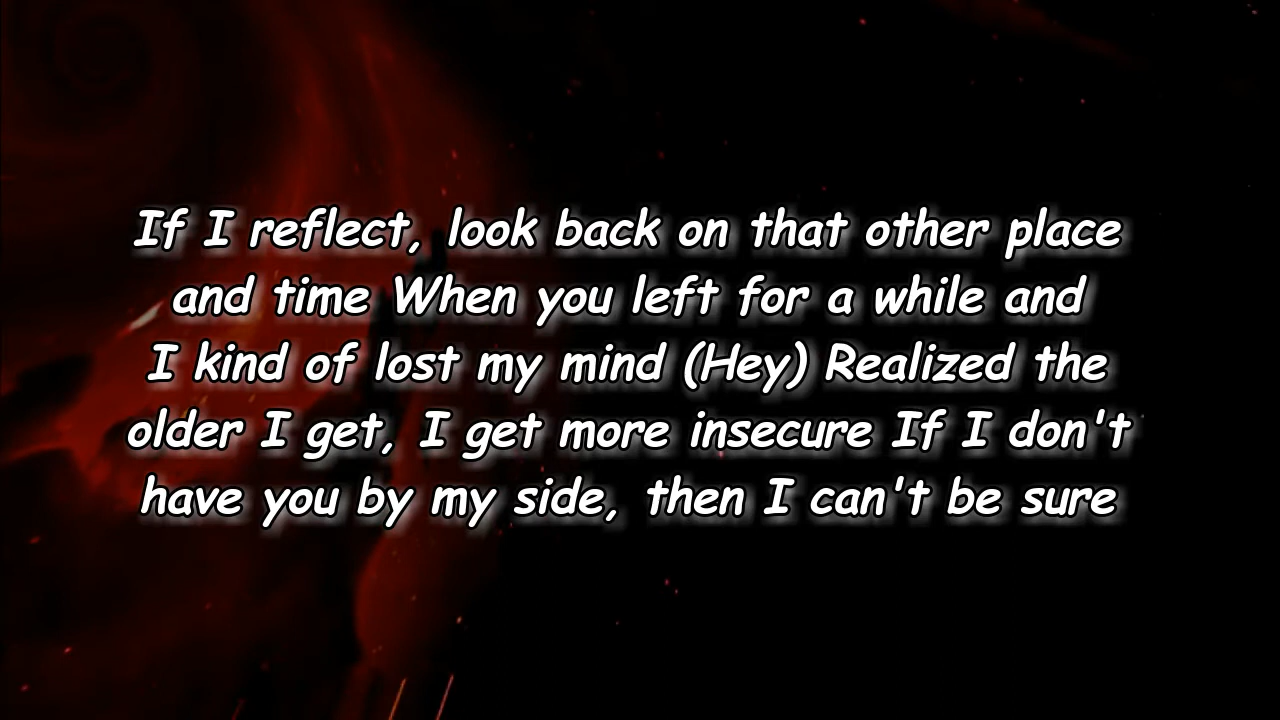 If I reflect, look back on that other place
and time When you left for a while and
I kind of lost my mind (Hey) Realized the
older I get, I get more insecure If I don't
have you by my side, then I can't be sure